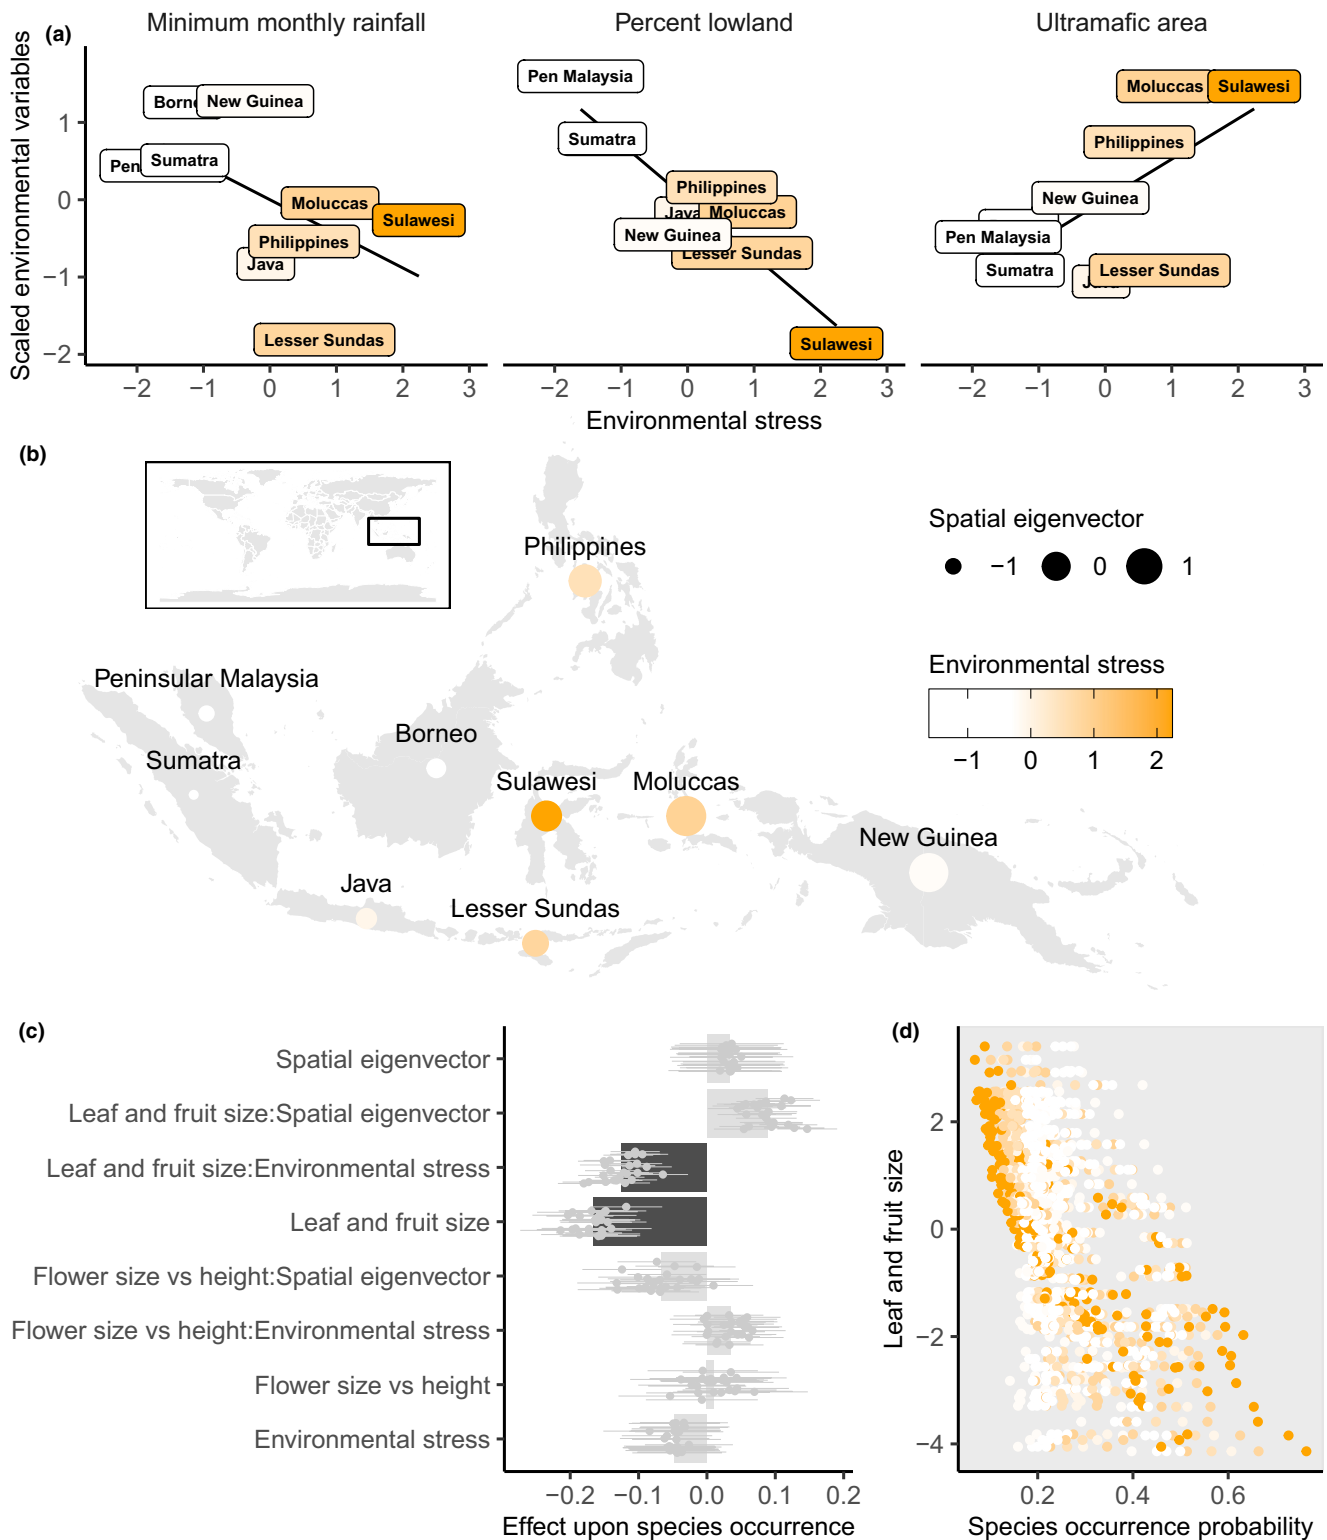 (a)
Minimum monthly rainfall
Percent lowland
Ultramafic area
Scaled environmental variables
1
0
−1
−2
New Guinea
Sumatra
Pen
Moluccas
Sulawesi
Philippines
Java
Lesser Sundas
−2 −1 0 1 2 3
Pen Malaysia
Sumatra
Philippines
Java
Moluccas
New Guinea
Lesser Sundas
Sulawesi
−2 −1 0 1 2 3
Moluccas
Sulawesi
Philippines
New Guinea
Pen Malaysia
Sumatra
Lesser Sundas
−2 −1 0 1 2 3
Environmental stress
(b)
Philippines
Peninsular Malaysia
Sumatra
Borneo
Sulawesi
Moluccas
New Guinea
Java
Lesser Sundas
Spatial eigenvector
−1 0 1
Environmental stress
−1 0 1 2
(c)
Spatial eigenvector
Leaf and fruit size:Spatial eigenvector
Leaf and fruit size:Environmental stress
Leaf and fruit size
Flower size vs height:Spatial eigenvector
Flower size vs height:Environmental stress
Flower size vs height
Environmental stress
−0.2 −0.1 0.0 0.1 0.2
Effect upon species occurrence
(d)
Leaf and fruit size
2
0
−2
−4
0.2 0.4 0.6
Species occurrence probability